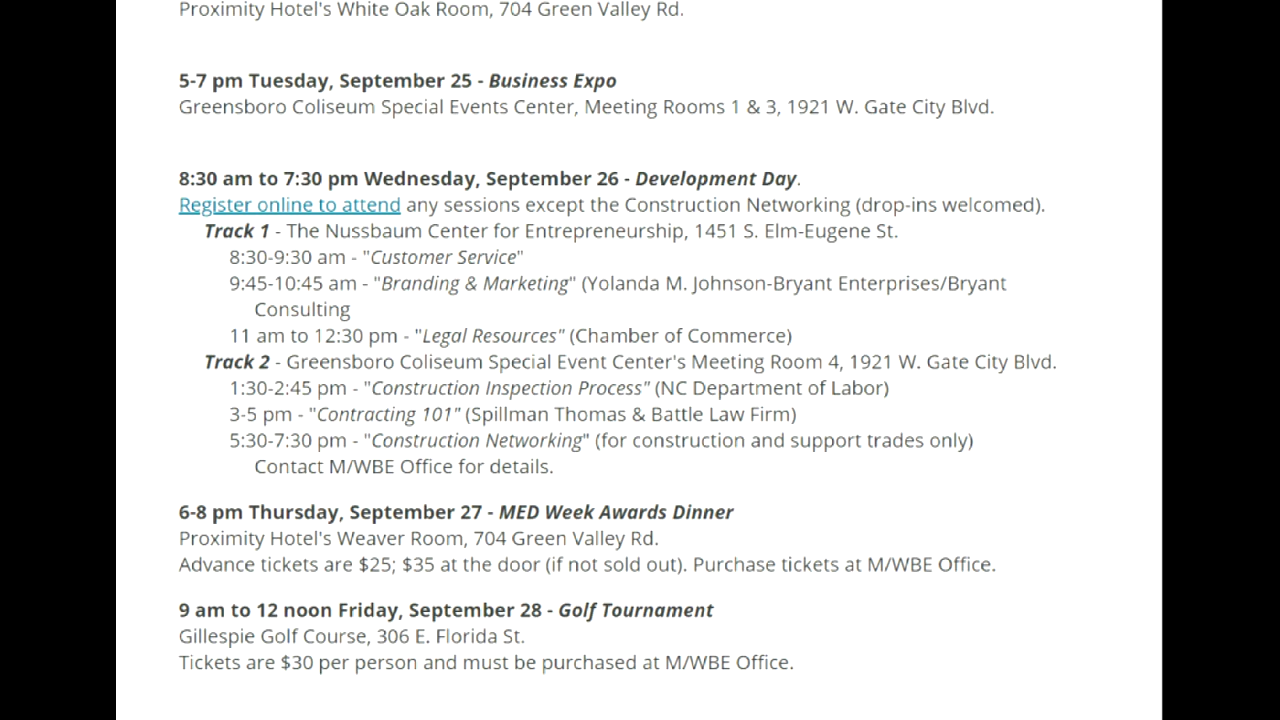 Proximity Hotel's White Oak Room, 704 Green Valley Rd.
5-7 pm Tuesday, September 25 - Business Expo
Greensboro Coliseum Special Events Center, Meeting Rooms 1 & 3, 1921 W. Gate City Blvd.
8:30 am to 7:30 pm Wednesday, September 26 - Development Day.
Register online to attend any sessions except the Construction Networking (drop-ins welcomed).
Track 1 - The Nussbaum Center for Entrepreneurship, 1451 S. Elm-Eugene St.
8:30-9:30 am - "Customer Service"
9:45-10:45 am - "Branding & Marketing" (Yolanda M. Johnson-Bryant Enterprises/Bryant
Consulting
11 am to 12:30 pm - "Legal Resources" (Chamber of Commerce)
Track 2 - Greensboro Coliseum Special Event Center's Meeting Room 4, 1921 W. Gate City Blvd.
1:30-2:45 pm - "Construction Inspection Process" (NC Department of Labor)
3-5 pm - "Contracting 101" (Spillman Thomas & Battle Law Firm)
5:30-7:30 pm - "Construction Networking" (for construction and support trades only)
Contact M/WBE Office for details.
6-8 pm Thursday, September 27 - MED Week Awards Dinner
Proximity Hotel's Weaver Room, 704 Green Valley Rd.
Advance tickets are $25; $35 at the door (if not sold out). Purchase tickets at M/WBE Office.
9 am to 12 noon Friday, September 28 - Golf Tournament
Gillespie Golf Course, 306 E. Florida St.
Tickets are $30 per person and must be purchased at M/WBE Office.